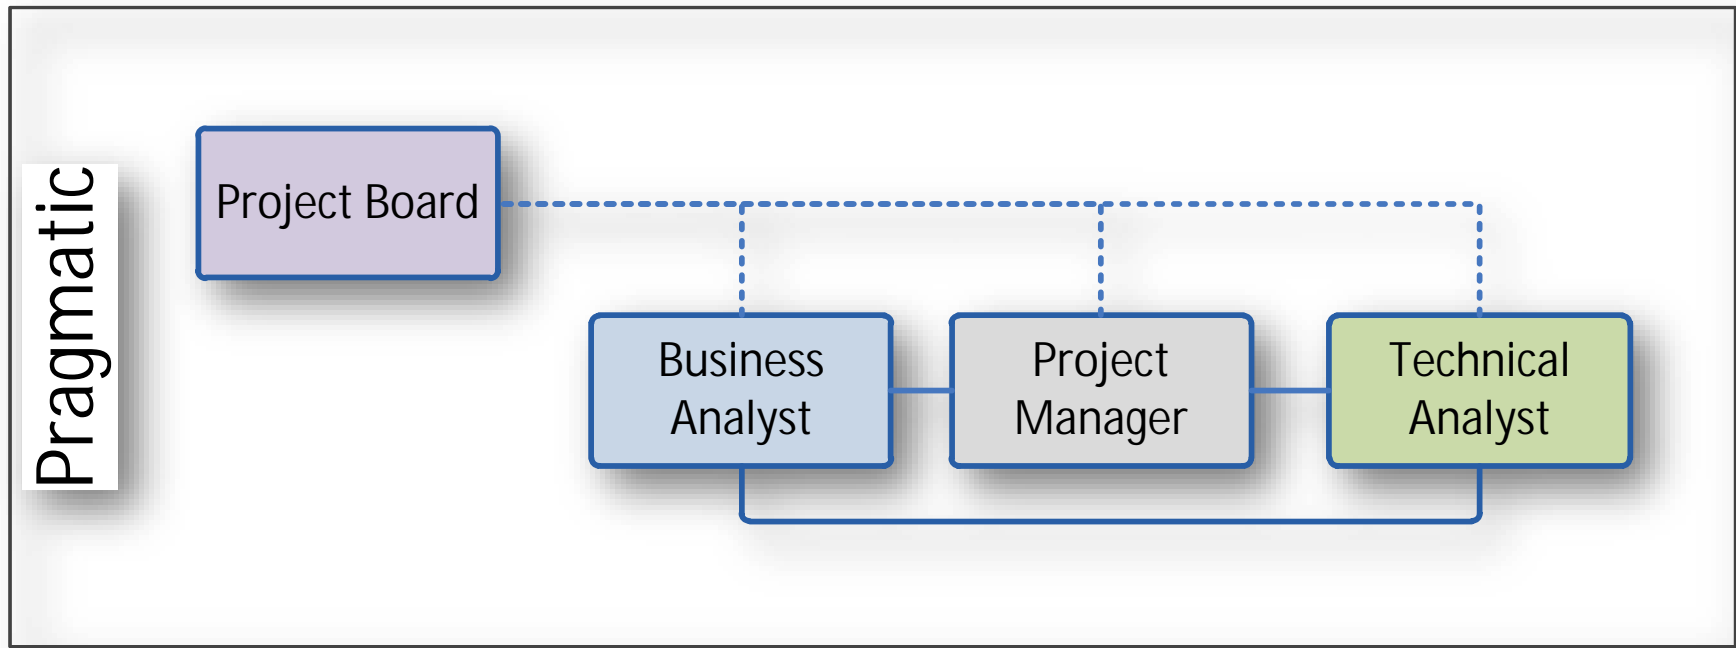 Pragmatic
Project Board
Business
Analyst
Project
Manager
Technical
Analyst